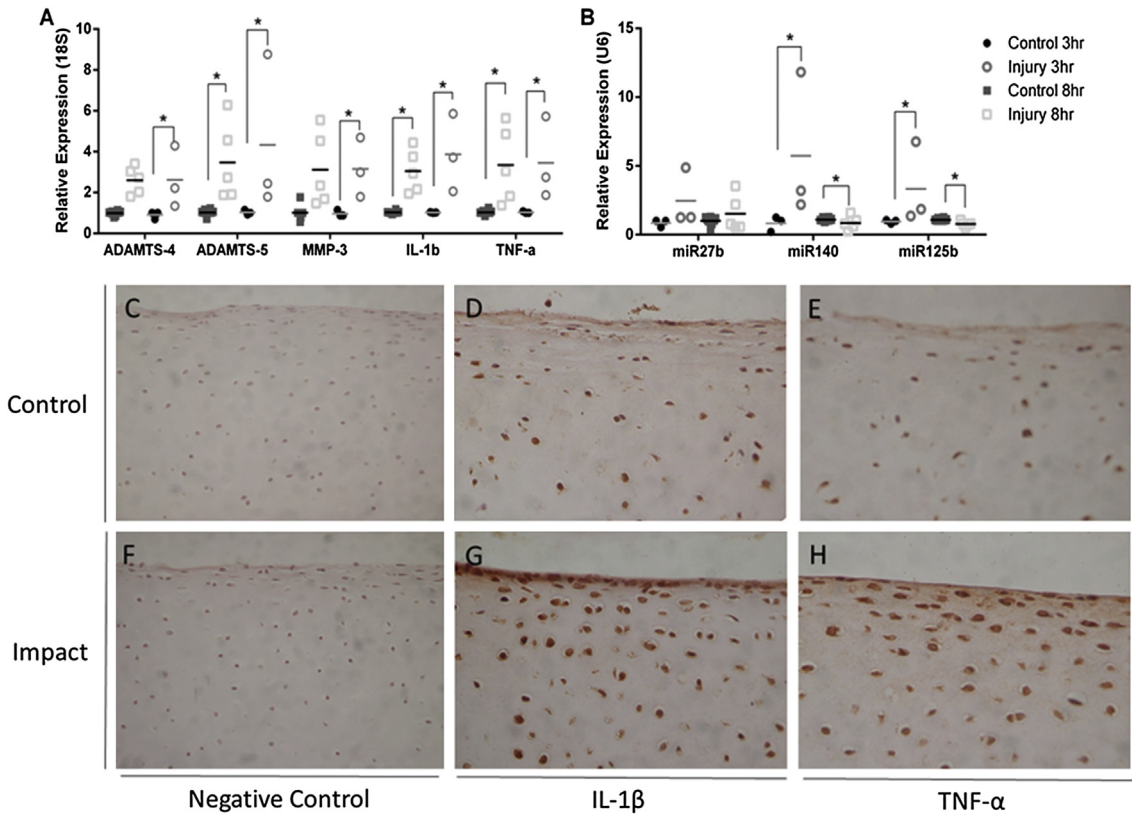 A
Relative Expression (18S)
10
8
6
4
2
0
* * * * * * * *
ADAMTS-4 ADAMTS-5 MMP-3 IL-1b TNF-a
B
Relative Expression (U6)
15
10
5
0
* * * *
miR27b miR140 miR125b
Control 3hr
Injury 3hr
Control 8hr
Injury 8hr
Control
C D E
Impact
F G H
Negative Control IL-1β TNF-α